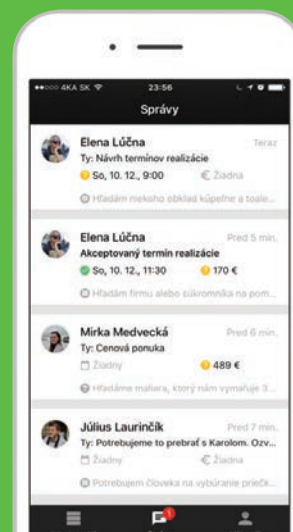 4KA SK 23:56
Správy
Elena Lúčna Teraz
Ty: Návrh termínov realizácie
So, 10. 12., 9:00 € Žiadna
Hľadám niekoho obklad kúpeľne a toale...
Elena Lúčna Pred 5 min.
Akceptovaný termín realizácie
So, 10. 12., 11:30 170 €
Hľadám firmu alebo súkromníka na pom...
Mirka Medvecká Pred 6 min.
Ty: Cenová ponuka
Žiadny 489 €
Hľadáme maliara, ktorý nám vymaľuje 3...
Július Laurinčík Pred 7 min.
Ty: Potrebujeme to prebrať s Karolom. Ozv...
Žiadny € Žiadna
Potrebujem človeka na vybúranie priečk...
1